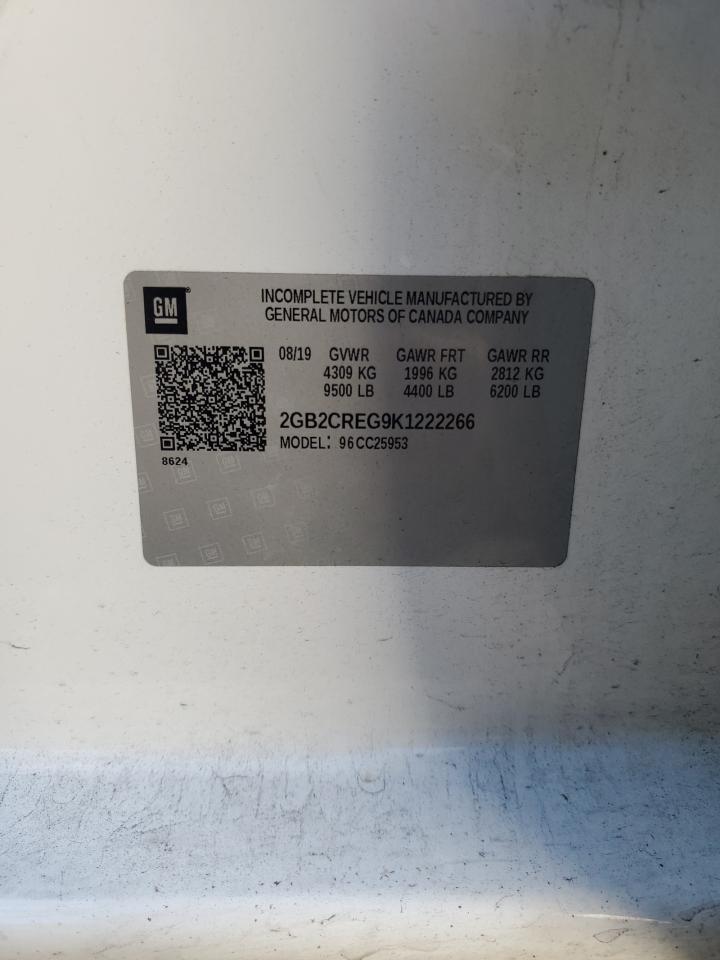 GM
INCOMPLETE VEHICLE MANUFACTURED BY
GENERAL MOTORS OF CANADA COMPANY
08/19 GVWR GAWR FRT GAWR RR
4309 KG 1996 KG 2812 KG
9500 LB 4400 LB 6200 LB
2GB2CREG9K1222266
MODEL: 96CC25953
8624